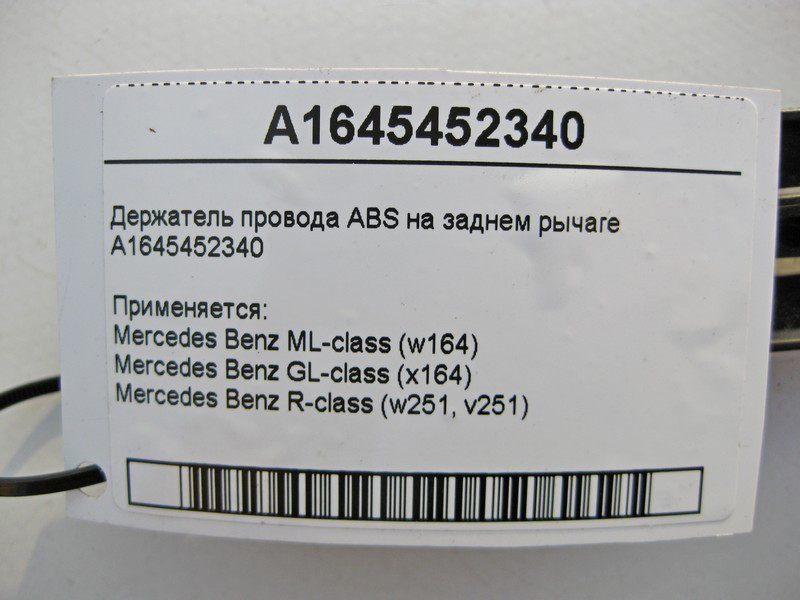 A1645452340
Держатель провода ABS на заднем рычаге
A1645452340
Применяется:
Mercedes Benz ML-class (w164)
Mercedes Benz GL-class (x164)
Mercedes Benz R-class (w251, v251)